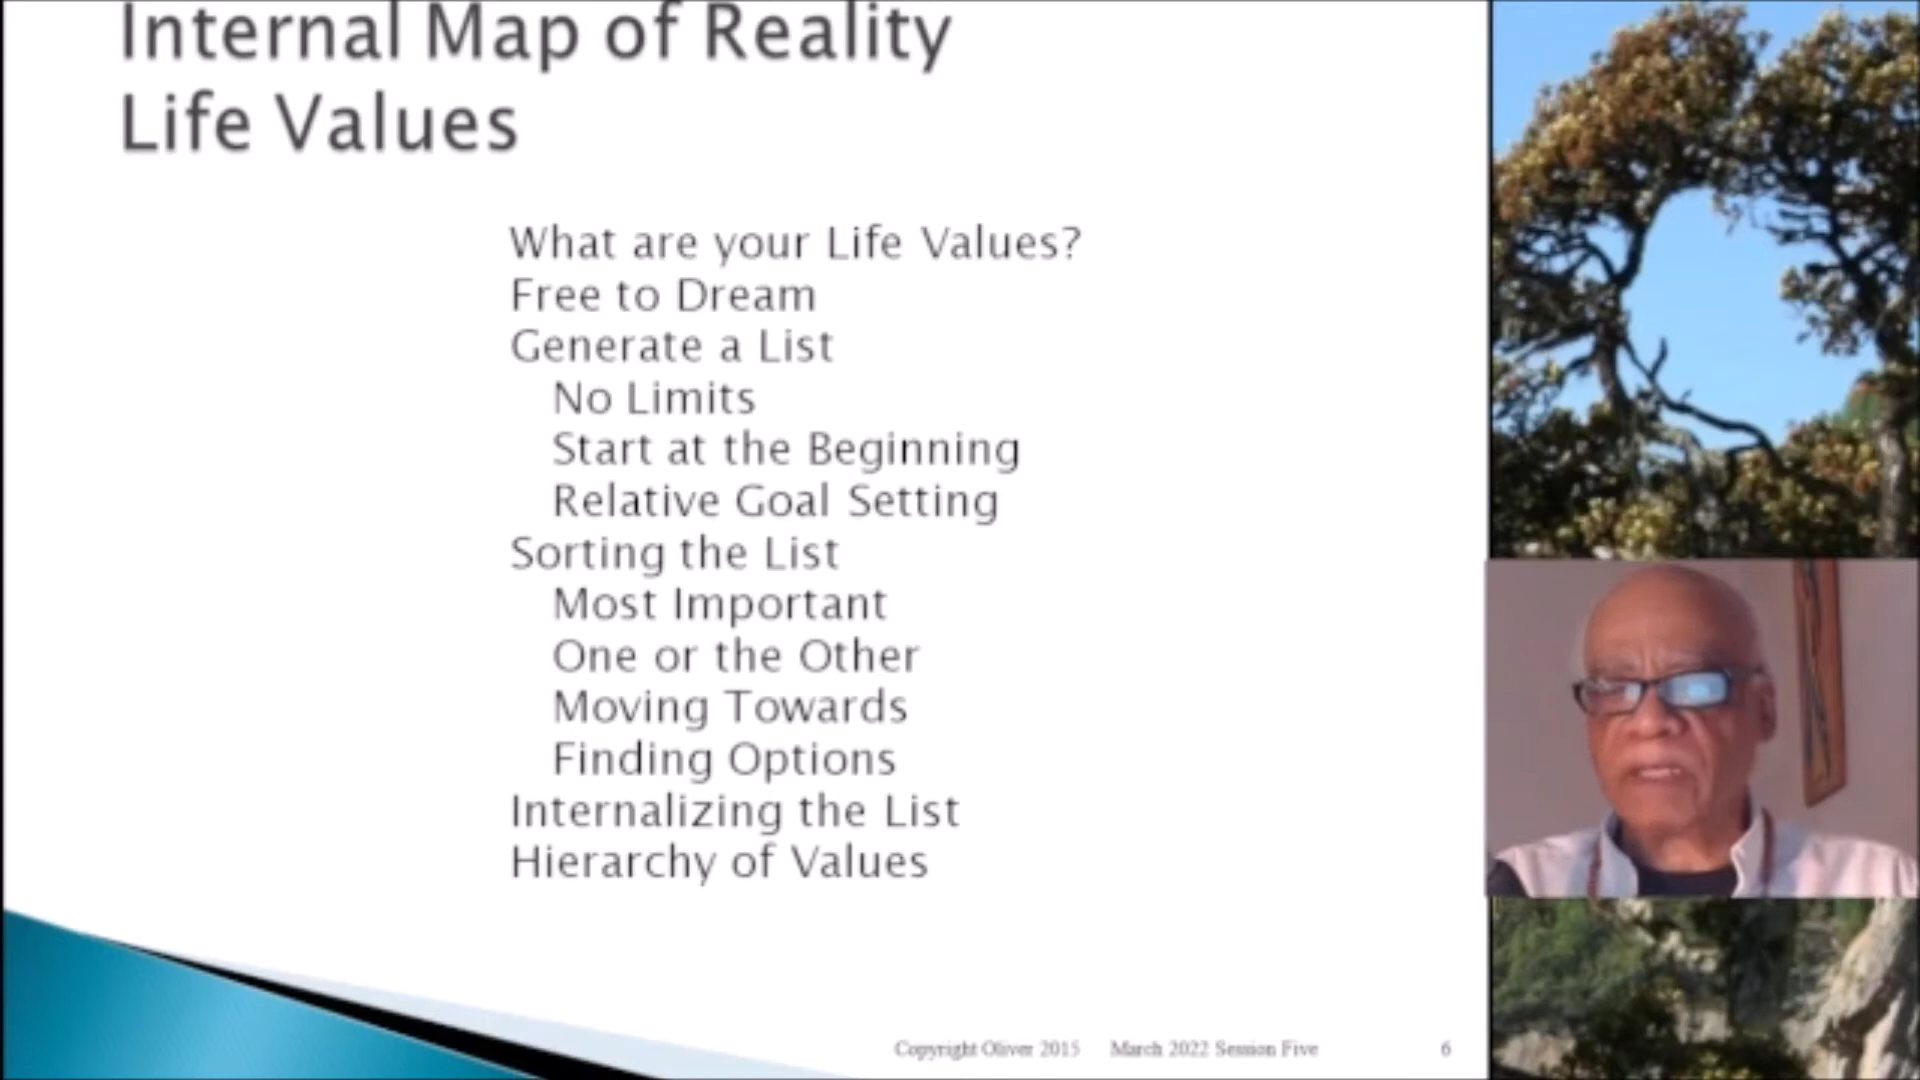 Internal Map of Reality
Life Values
What are your Life Values?
Free to Dream
Generate a List
No Limits
Start at the Beginning
Relative Goal Setting
Sorting the List
Most Important
One or the Other
Moving Towards
Finding Options
Internalizing the List
Hierarchy of Values
Copyright Oliver 2015 March 2022 Session Five 6